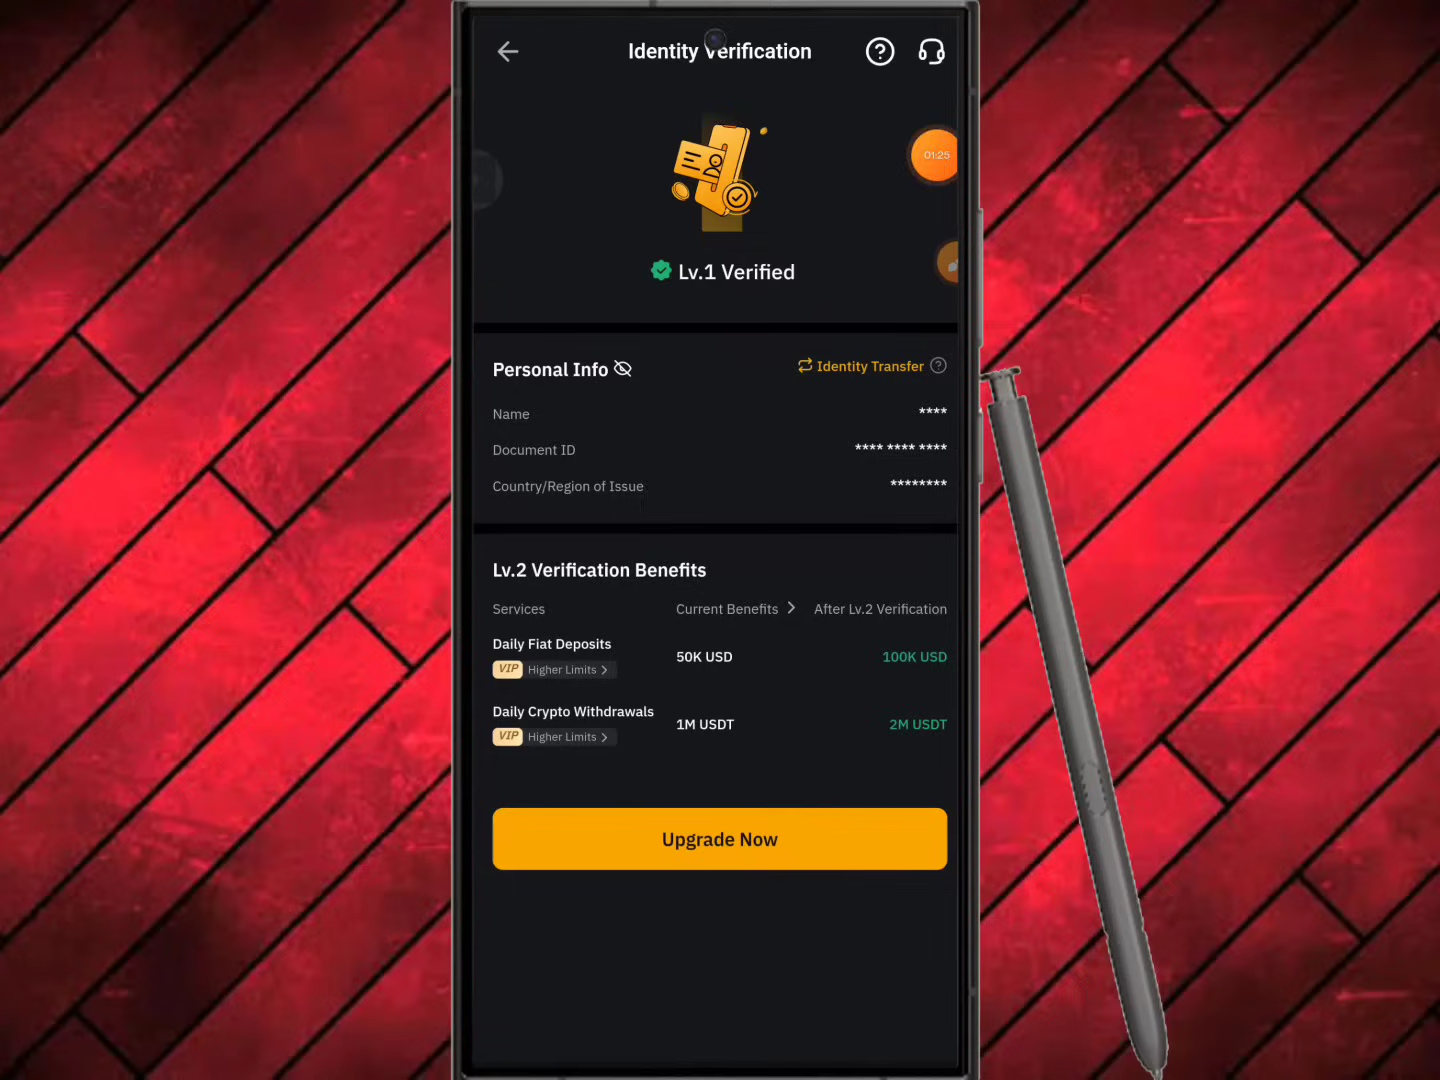 Identity Verification
01:25
Lv.1 Verified
Personal Info
Identity Transfer
Name ****
Document ID **** **** ****
Country/Region of Issue ********
Lv.2 Verification Benefits
Services Current Benefits After Lv.2 Verification
Daily Fiat Deposits
50K USD 100K USD
VIP Higher Limits
Daily Crypto Withdrawals
1M USDT 2M USDT
VIP Higher Limits
Upgrade Now